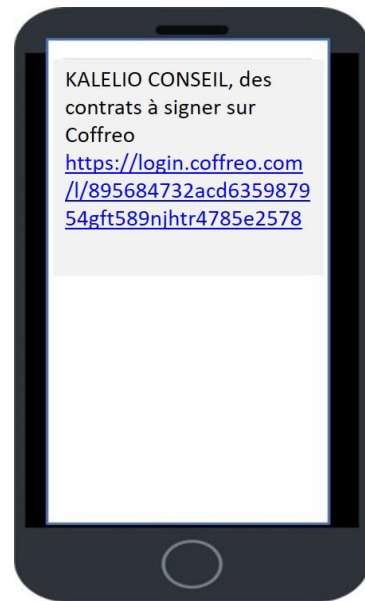 KALELIO CONSEIL, des
contrats à signer sur
Coffreo
https://login.coffreo.com
/l/895684732acd6359879
54gft589njhtr4785e2578